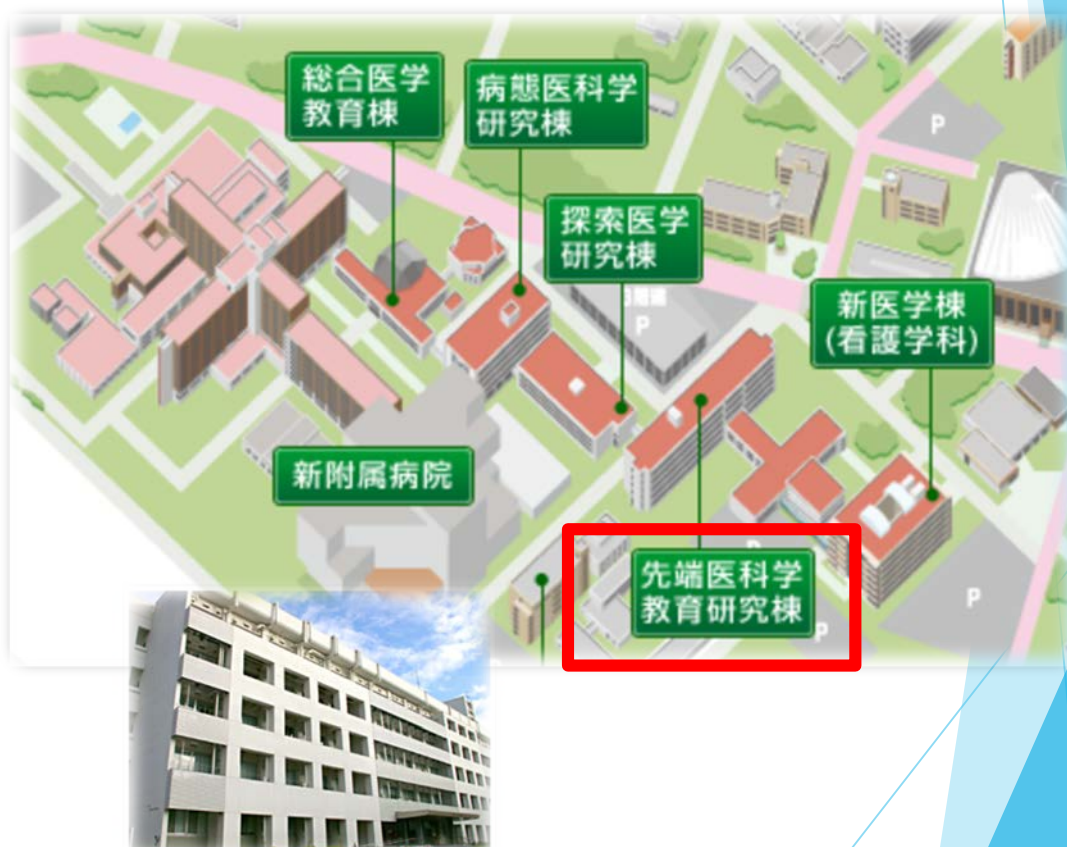 総合医学
教育棟
病態医科学
研究棟
P
探索医学
研究棟
P
新医学棟
(看護学科)
新附属病院
先端医科学
教育研究棟
P
P